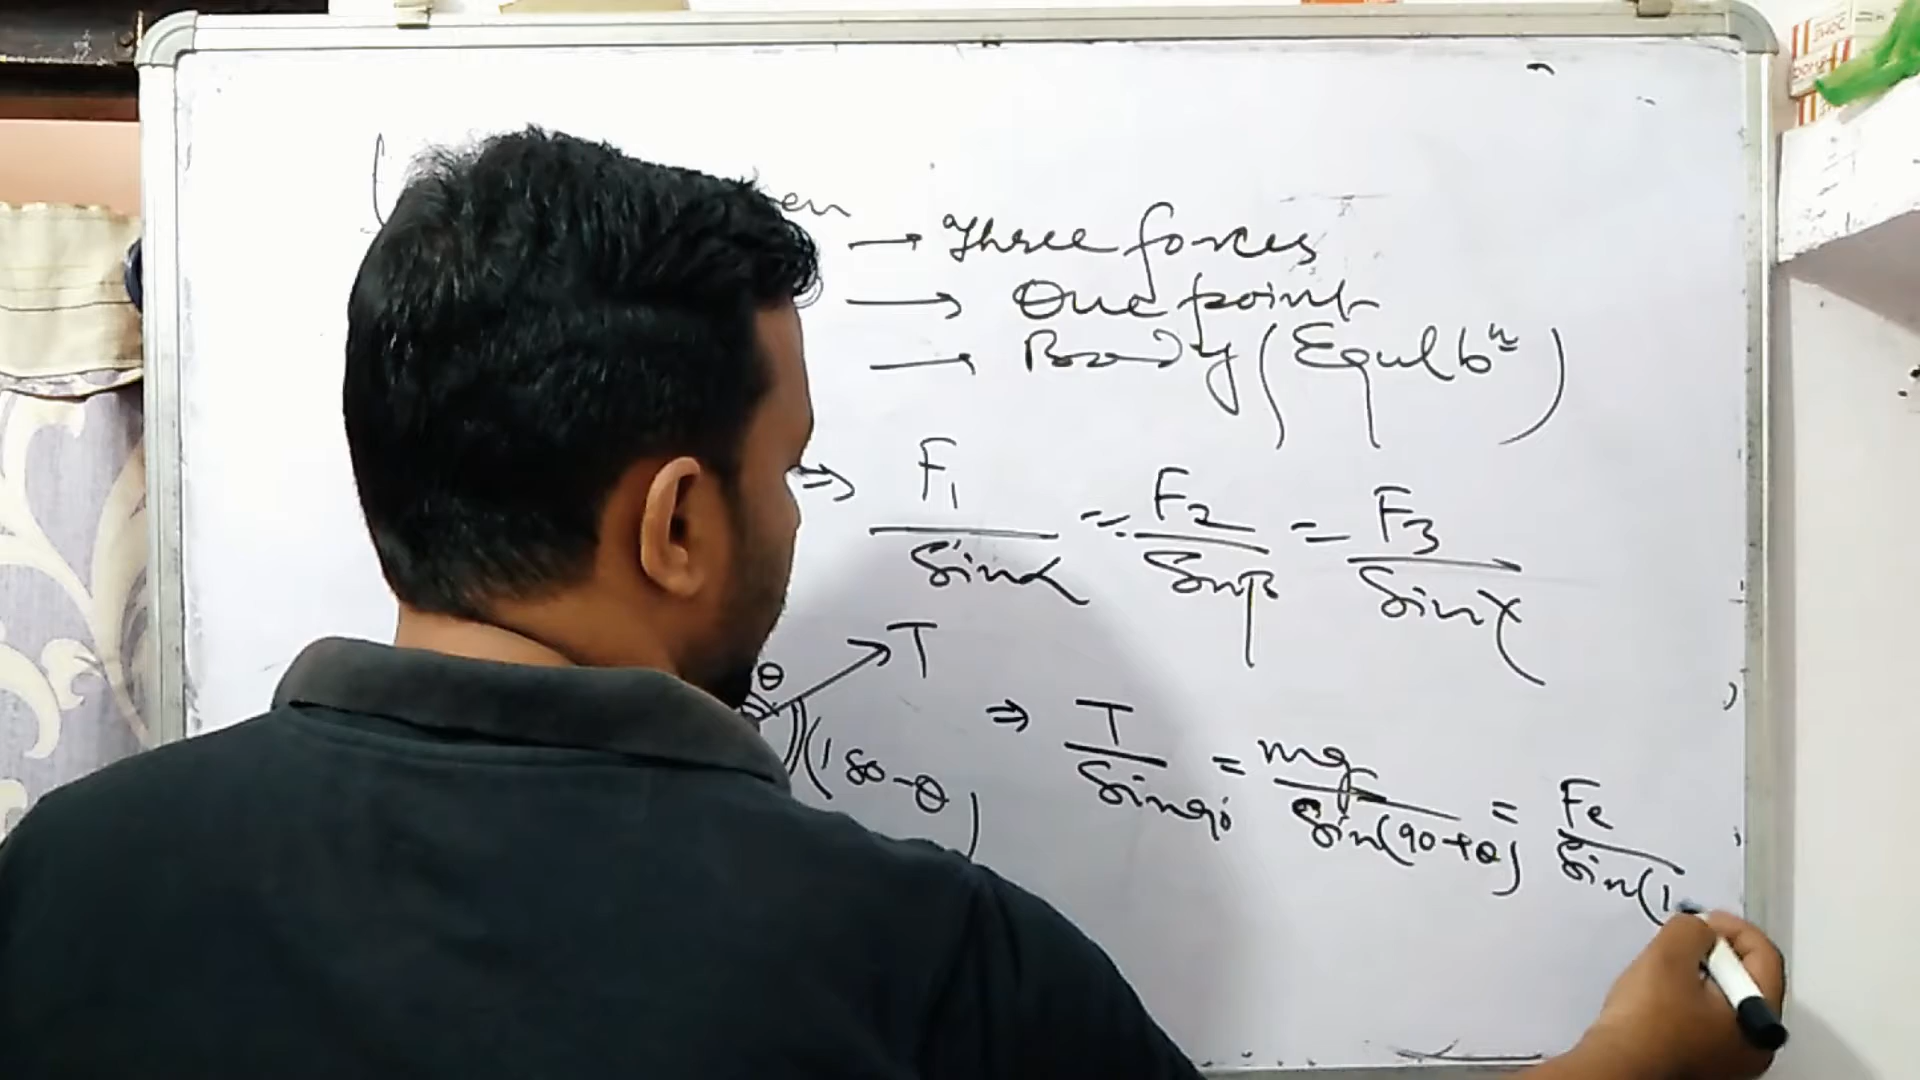 → Three forces
→ One point
→ Body (Equlbⁿ)
⇒ F₁/Sinα = F₂/Sinβ = F₃/Sinγ
θ T
(180-θ)
⇒ T/Sin90° = mg/Sin(90+θ) = Fe/Sin(1